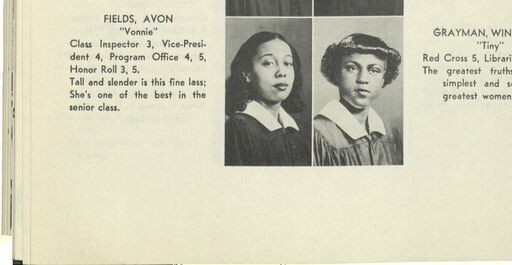 FIELDS, AVON
"Vonnie"
Class Inspector 3, Vice-Presi-
dent 4, Program Office 4, 5,
Honor Roll 3, 5.
Tall and slender is this fine lass;
She's one of the best in the
senior class.
GRAYMAN, WIN
"Tiny"
Red Cross 5, Librari
The greatest truths
simplest and s
greatest women